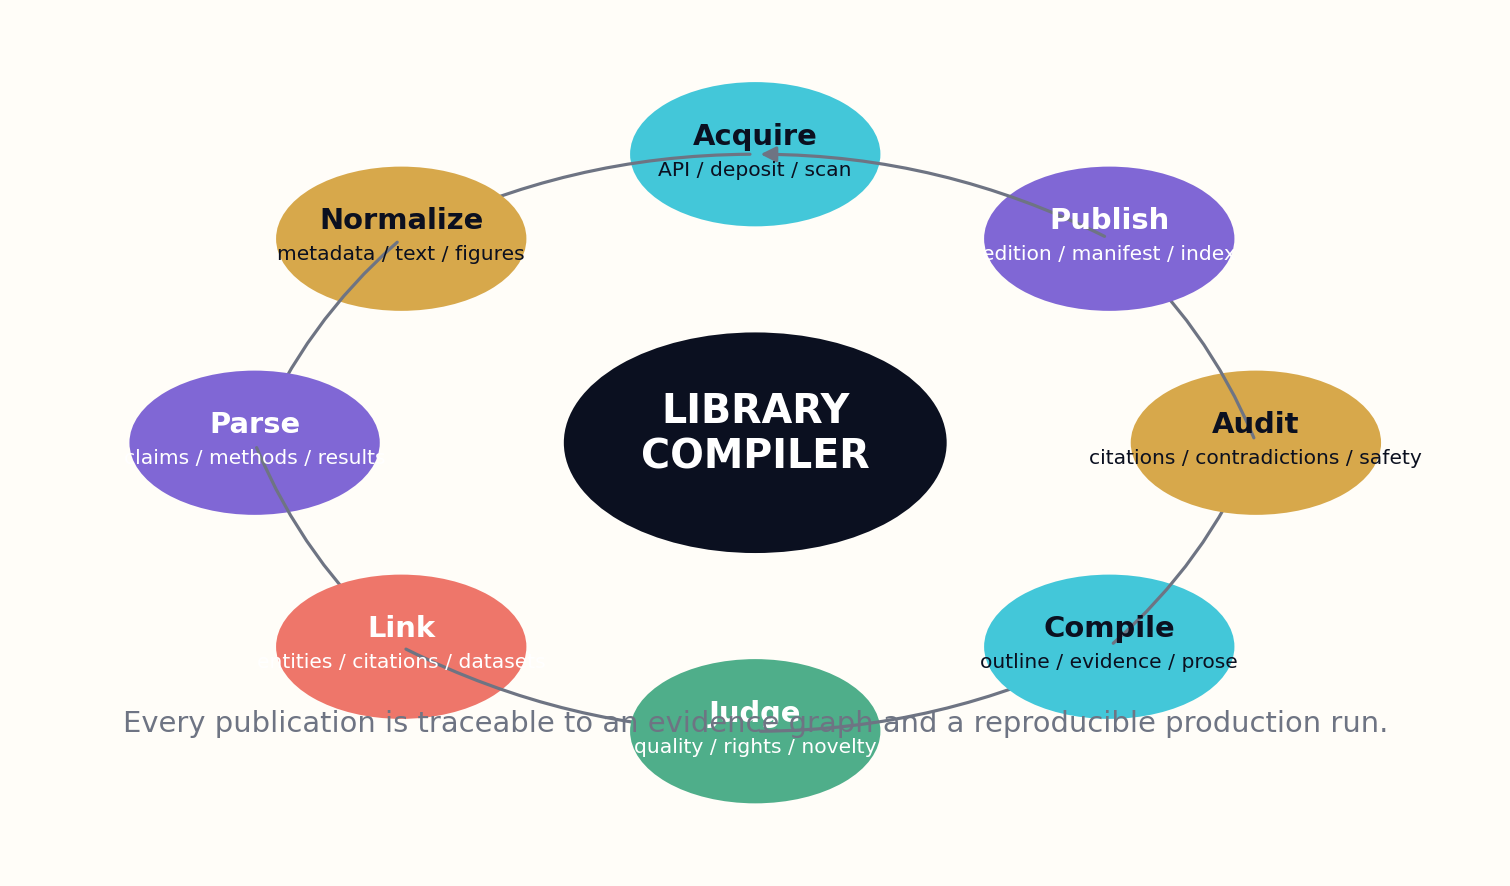 Acquire
API / deposit / scan
Normalize
metadata / text / figures
Publish
edition / manifest / index
LIBRARY
COMPILER
Parse
claims / methods / results
Audit
citations / contradictions / safety
Link
entities / citations / datasets
Compile
outline / evidence / prose
Judge
quality / rights / novelty
Every publication is traceable to an evidence graph and a reproducible production run.